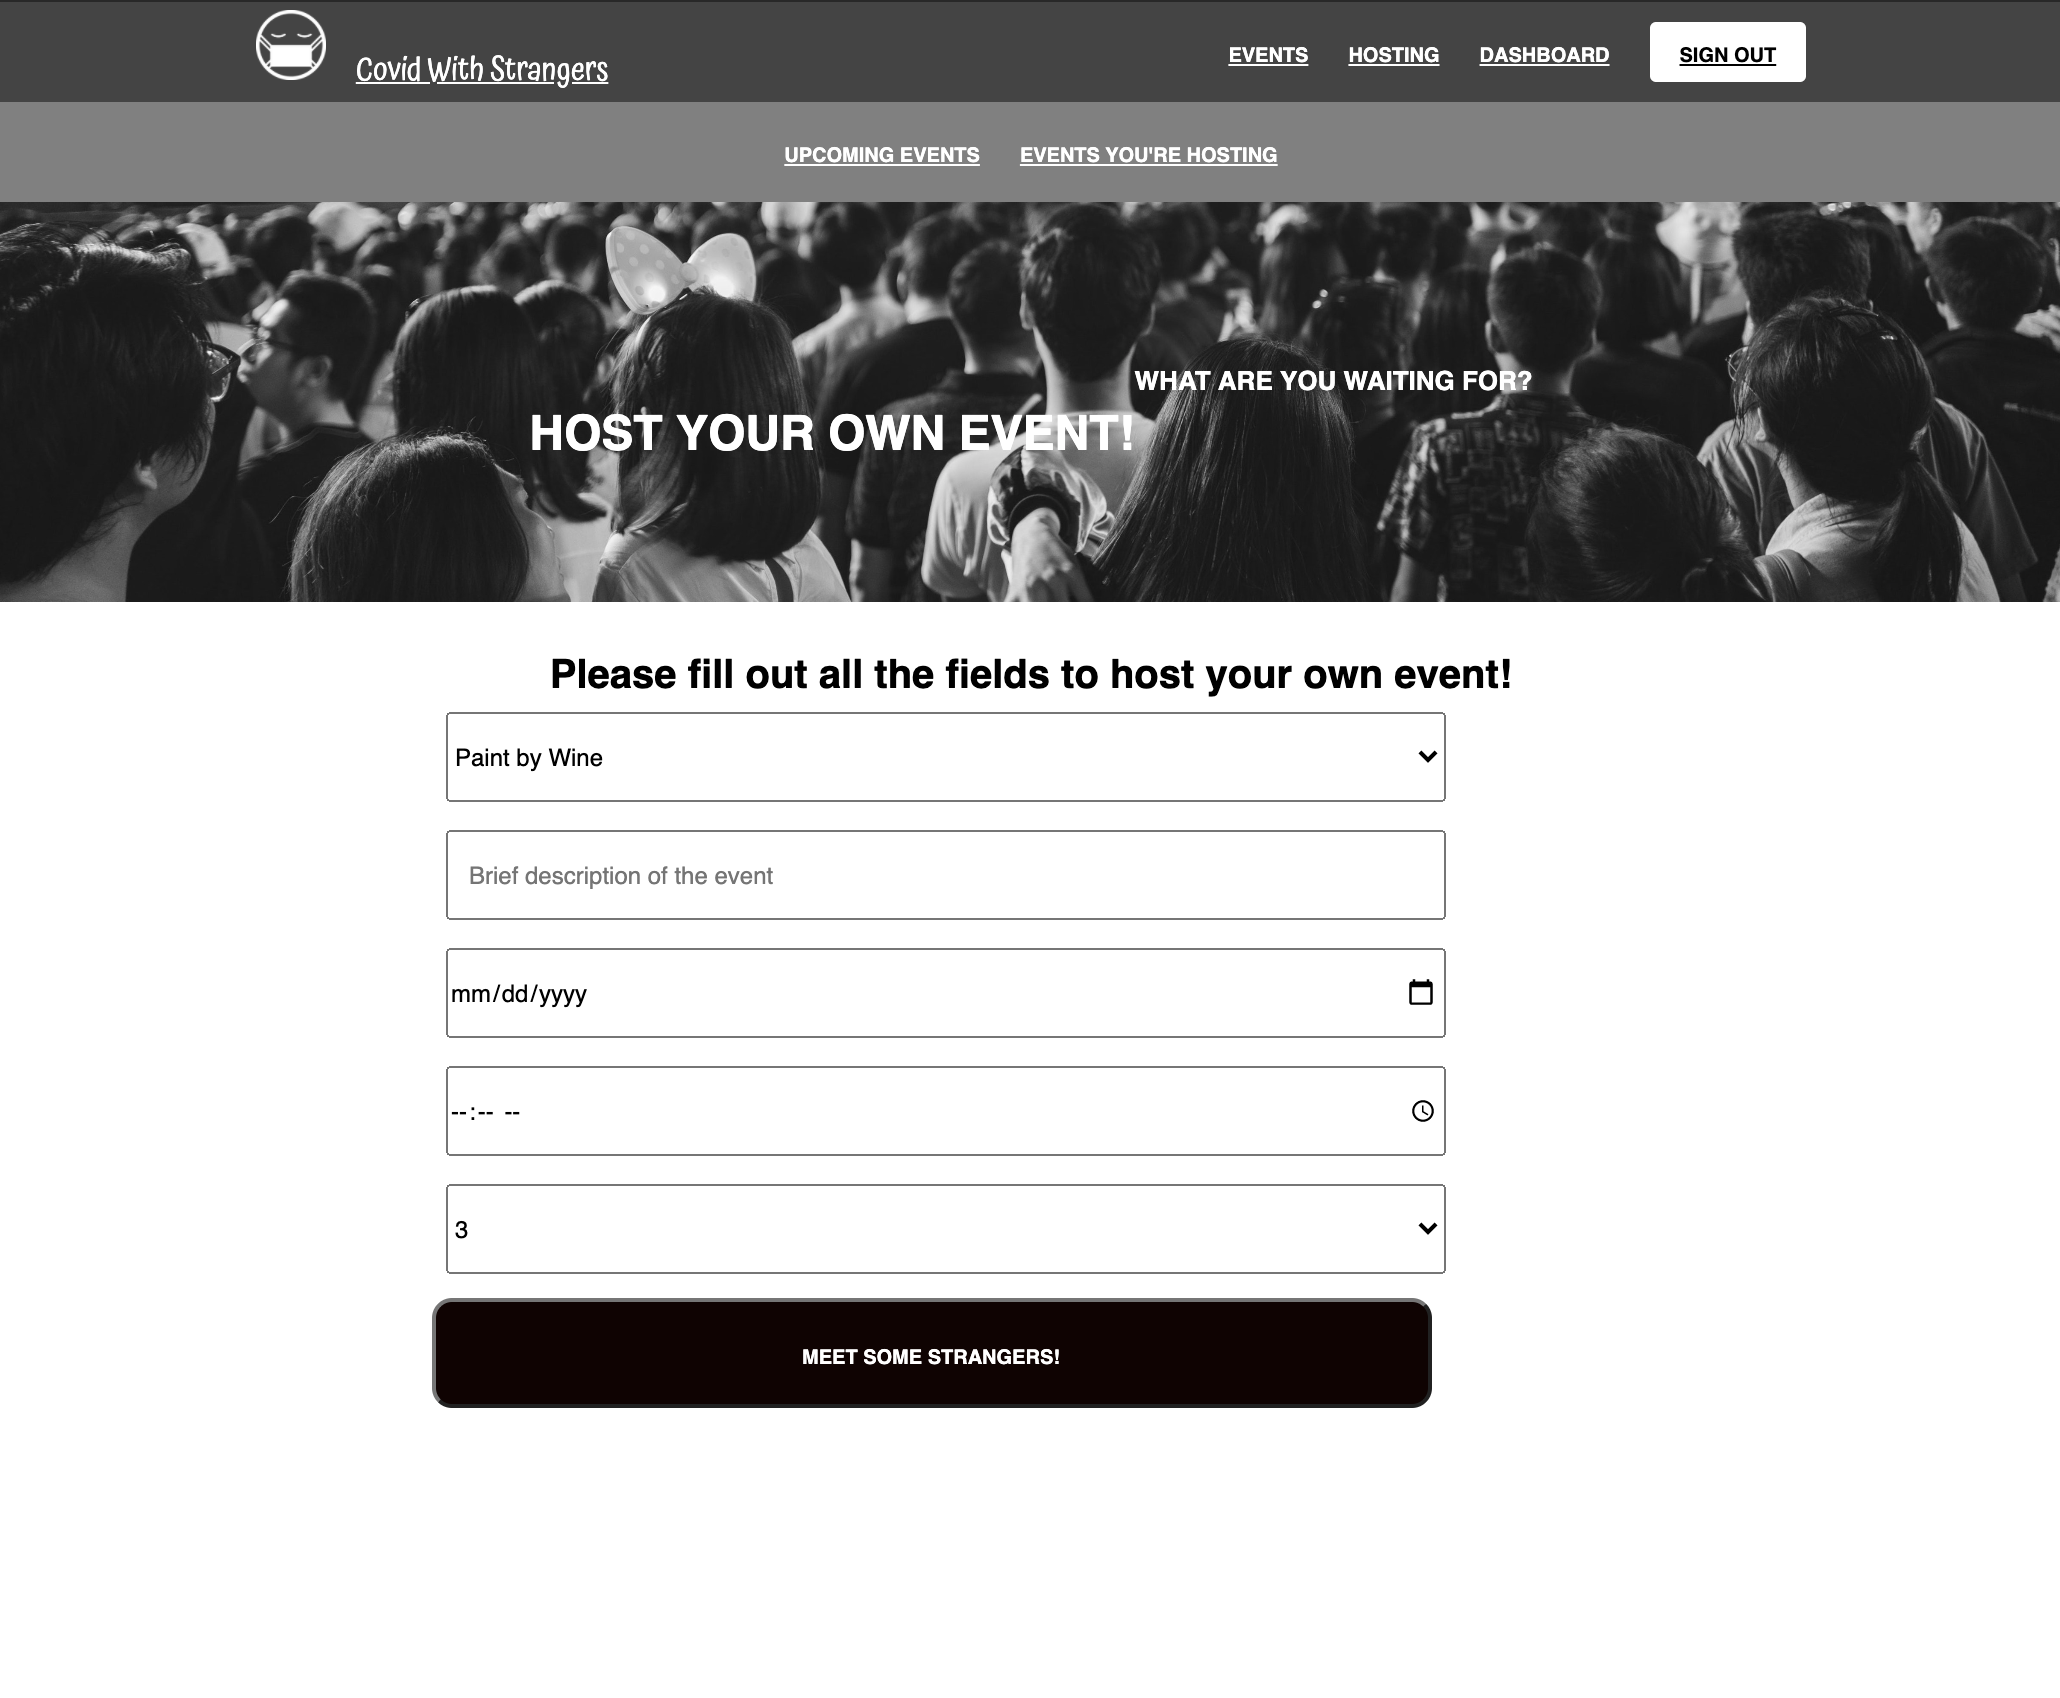 Covid With Strangers
EVENTS HOSTING DASHBOARD SIGN OUT
UPCOMING EVENTS EVENTS YOU'RE HOSTING
WHAT ARE YOU WAITING FOR?
HOST YOUR OWN EVENT!
Please fill out all the fields to host your own event!
Paint by Wine
Brief description of the event
mm/dd/yyyy
--:-- --
3
MEET SOME STRANGERS!